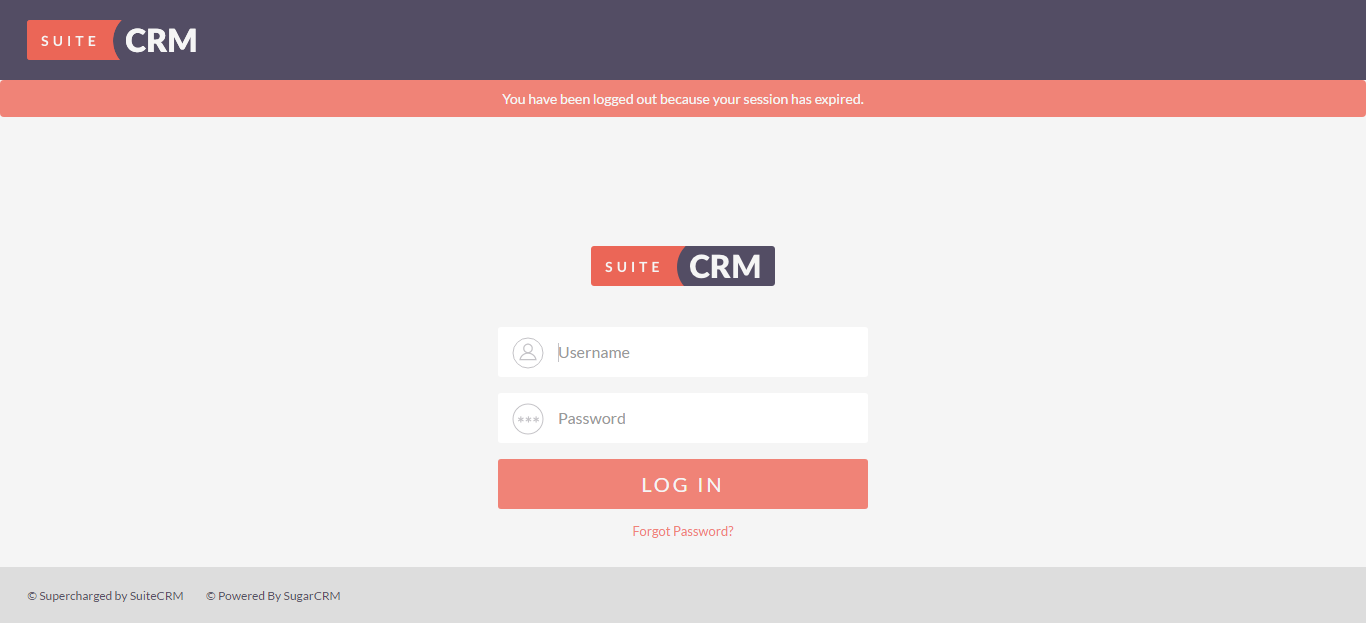 SUITE CRM
You have been logged out because your session has expired.
SUITE CRM
Username
***
Password
LOG IN
Forgot Password?
© Supercharged by SuiteCRM © Powered By SugarCRM